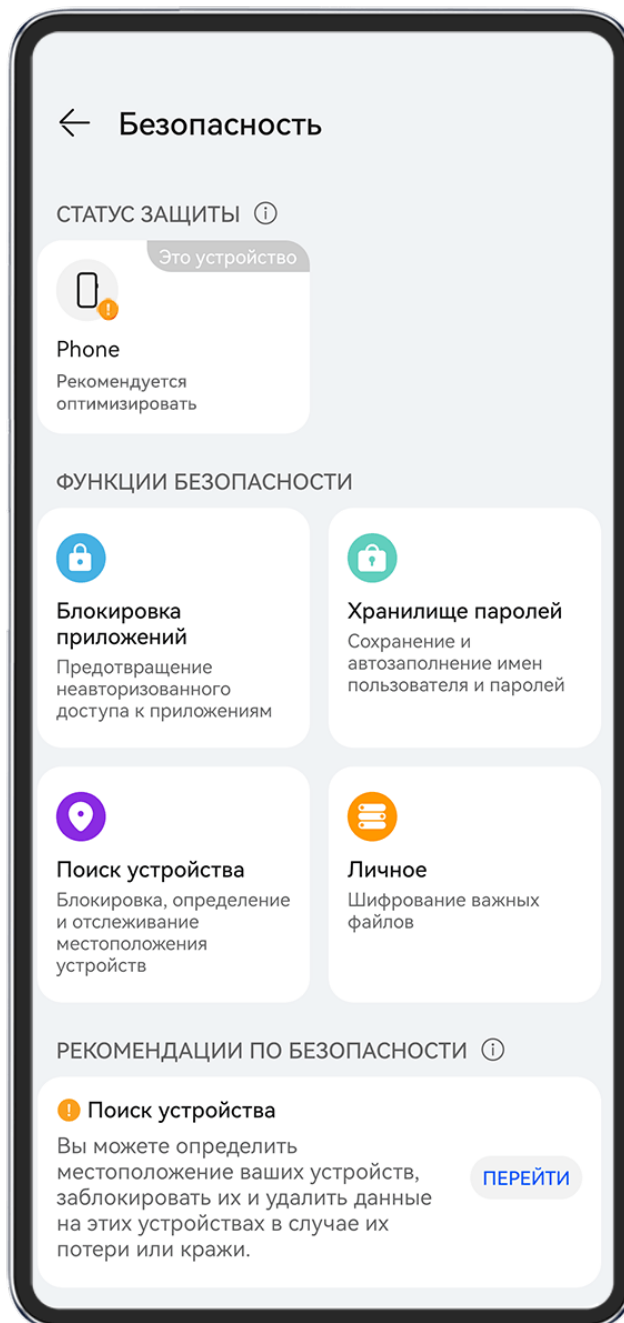 Безопасность
СТАТУС ЗАЩИТЫ
Это устройство
Phone
Рекомендуется
оптимизировать
ФУНКЦИИ БЕЗОПАСНОСТИ
Блокировка
приложений
Предотвращение
неавторизованного
доступа к приложениям
Хранилище паролей
Сохранение и
автозаполнение имен
пользователя и паролей
Поиск устройства
Блокировка, определение
и отслеживание
местоположения
устройств
Личное
Шифрование важных
файлов
РЕКОМЕНДАЦИИ ПО БЕЗОПАСНОСТИ
Поиск устройства
Вы можете определить
местоположение ваших устройств,
заблокировать их и удалить данные
на этих устройствах в случае их
потери или кражи.
ПЕРЕЙТИ